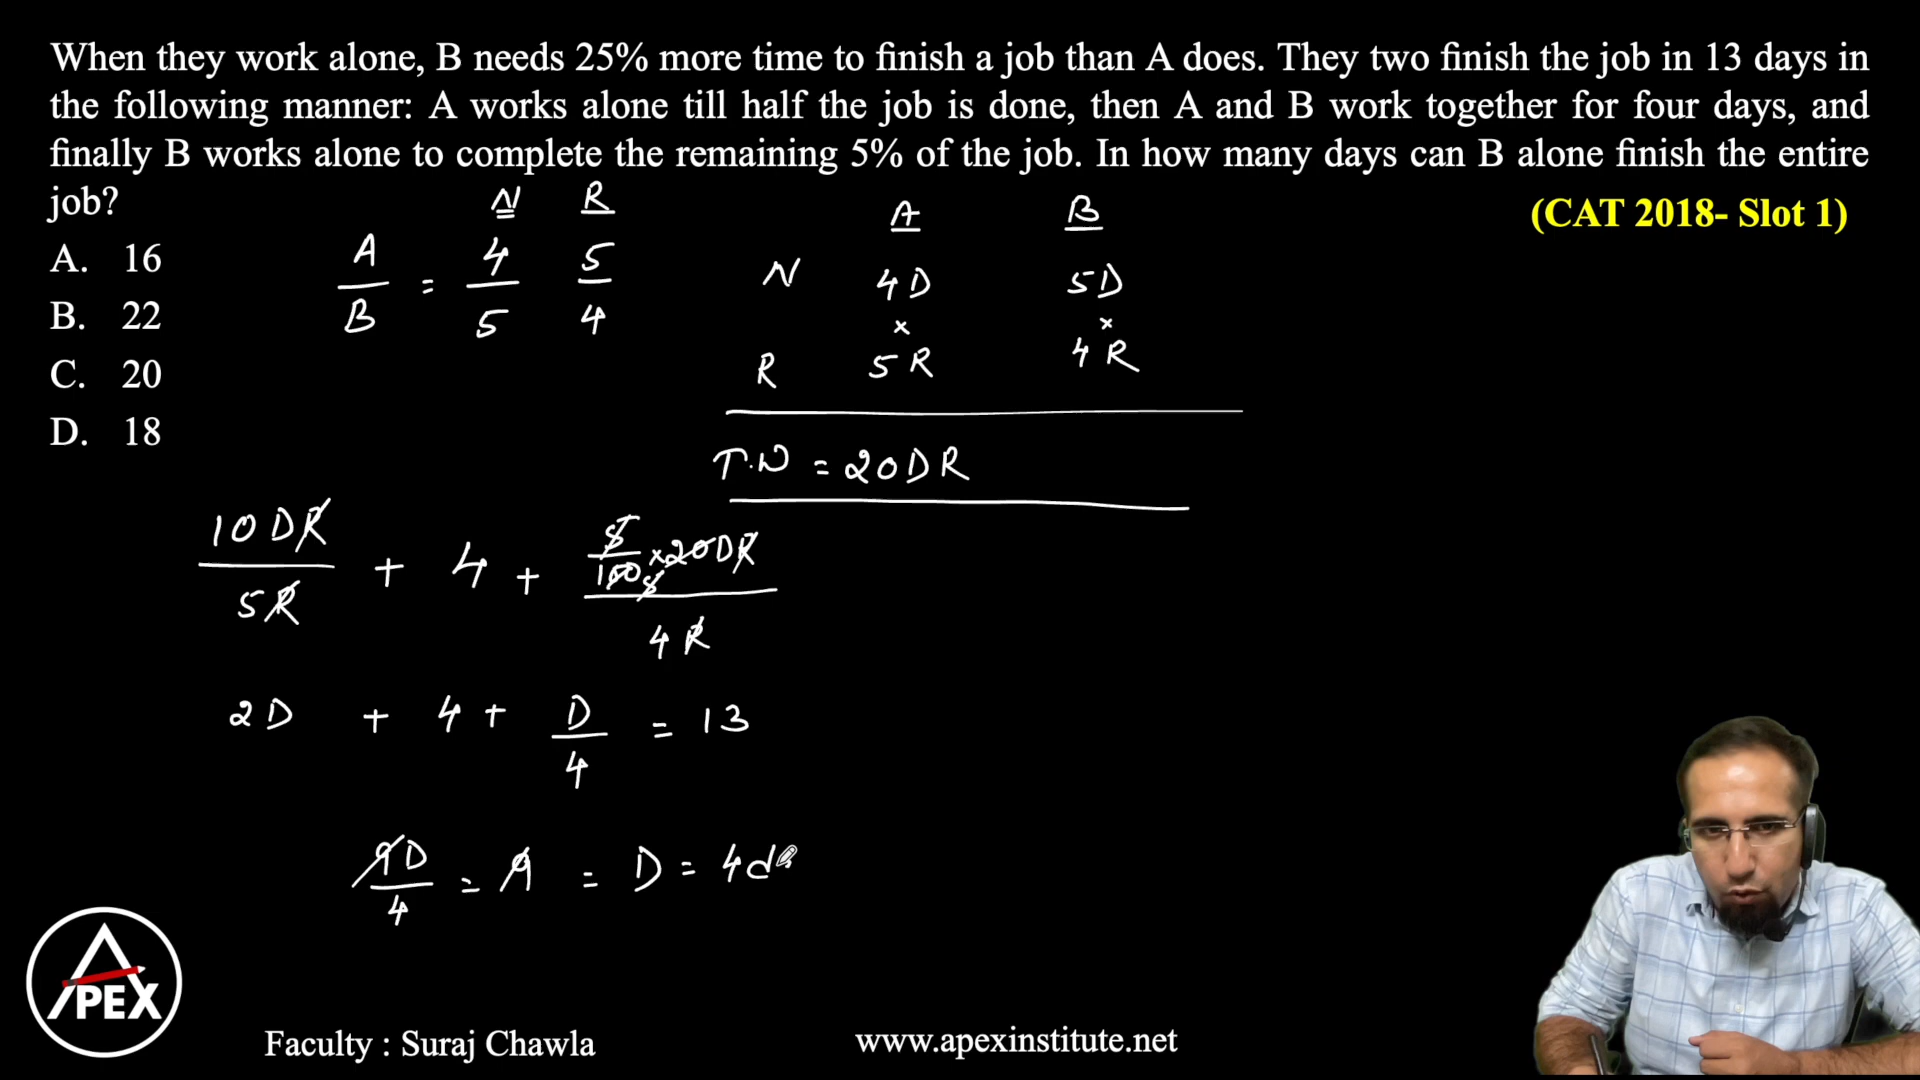 When they work alone, B needs 25% more time to finish a job than A does. They two finish the job in 13 days in
the following manner: A works alone till half the job is done, then A and B work together for four days, and
finally B works alone to complete the remaining 5% of the job. In how many days can B alone finish the entire
job?
(CAT 2018- Slot 1)
A. 16
B. 22
C. 20
D. 18
N R
A/B = 4/5 5/4
A B
N 4D 5D
× ×
R 5R 4R
T.W = 20DR
10DR/5R + 4 + 5/100 × 20DR/4R
5
2D + 4 + D/4 = 13
9D/4 = 9 = D = 4d
APEX
Faculty : Suraj Chawla
www.apexinstitute.net